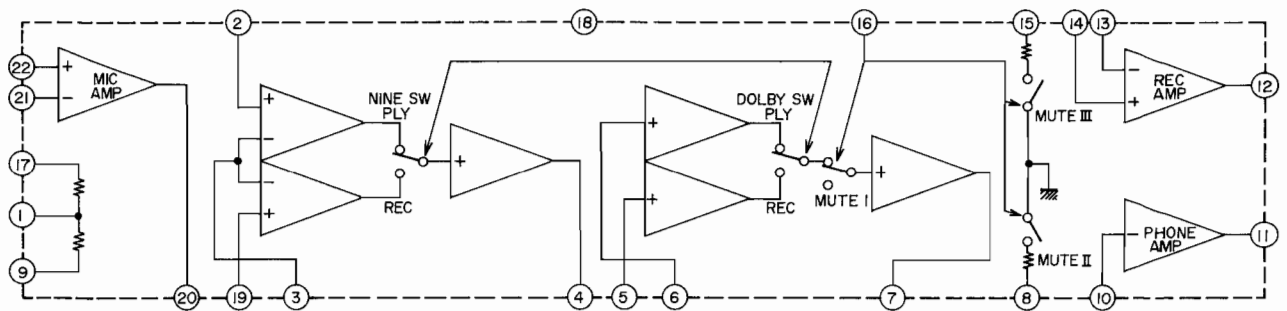 2
18
16
15
14
13
22
+
MIC
AMP
21
-
NINE SW
PLY
DOLBY SW
PLY
-
REC
AMP
+
12
MUTE III
+
-
-
+
+
REC
+
+
REC
MUTE I
+
17
1
9
PHONE
AMP
-
11
MUTE II
20
19
3
4
5
6
7
8
10